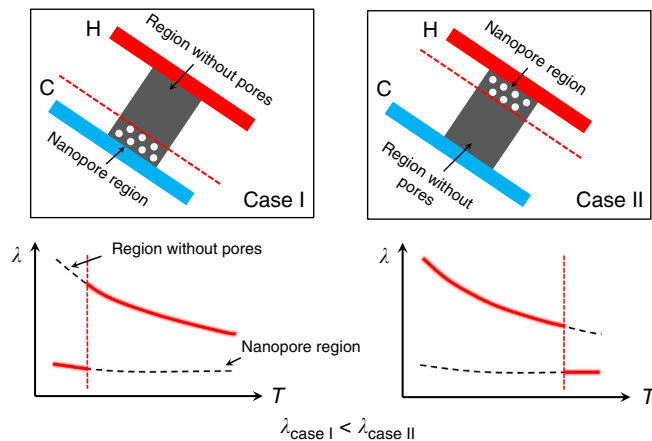 H
Region without
pores
C
Nanopore
region
Case I
H
Nanopore
region
C
Region without
pores
Case II
λ
Region without pores
Nanopore region
T
λ
T
λcase I < λcase II